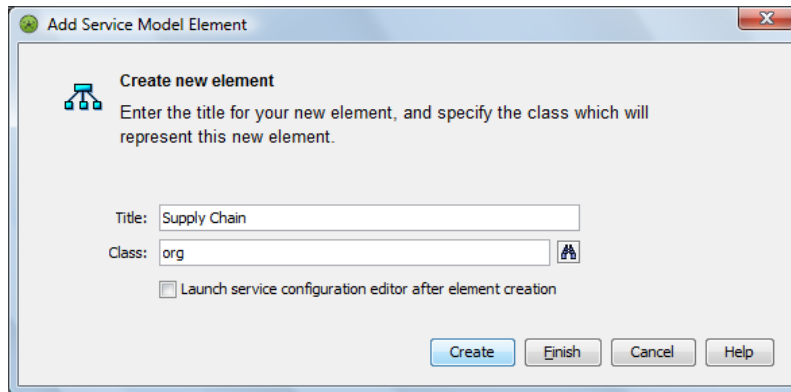 Add Service Model Element
Create new element
Enter the title for your new element, and specify the class which will
represent this new element.
Title: Supply Chain
Class: org
Launch service configuration editor after element creation
Create Finish Cancel Help